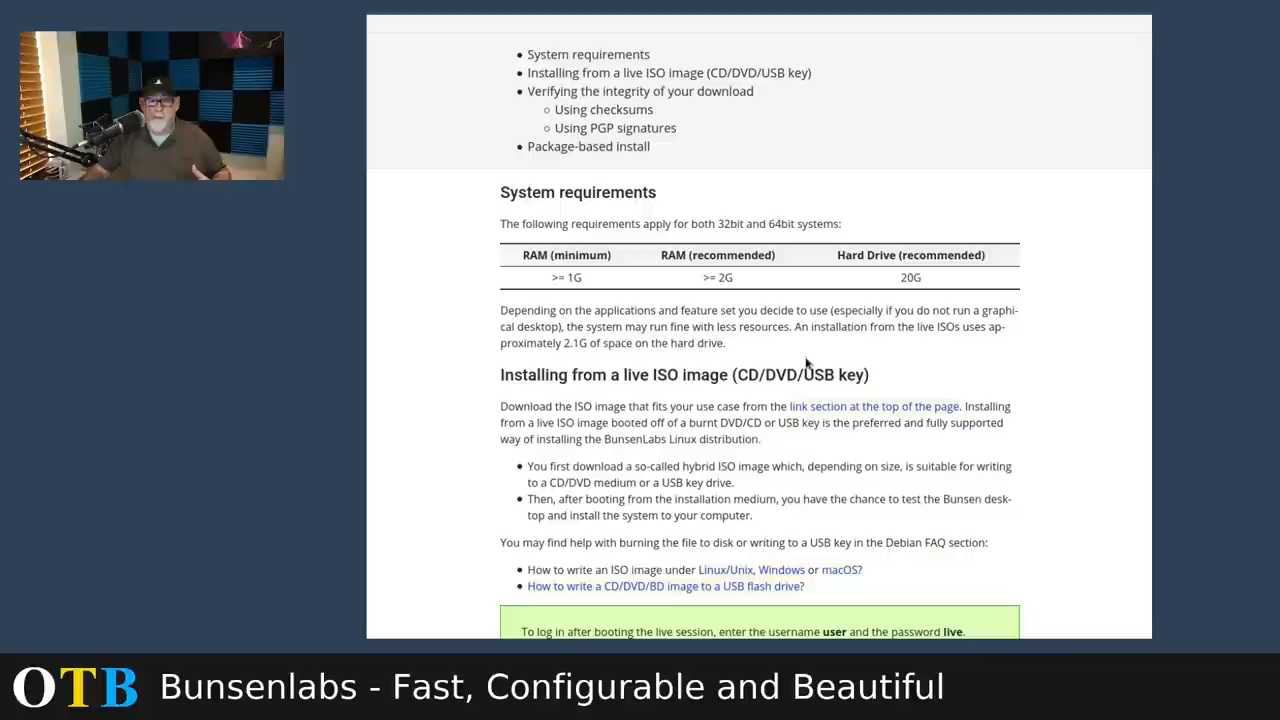 • System requirements
• Installing from a live ISO image (CD/DVD/USB key)
• Verifying the integrity of your download
○ Using checksums
○ Using PGP signatures
• Package-based install
System requirements
The following requirements apply for both 32bit and 64bit systems:
RAM (minimum) RAM (recommended) Hard Drive (recommended)
>= 1G >= 2G 20G
Depending on the applications and feature set you decide to use (especially if you do not run a graphi-
cal desktop), the system may run fine with less resources. An installation from the live ISOs uses ap-
proximately 2.1G of space on the hard drive.
Installing from a live ISO image (CD/DVD/USB key)
Download the ISO image that fits your use case from the link section at the top of the page. Installing
from a live ISO image booted off of a burnt DVD/CD or USB key is the preferred and fully supported
way of installing the BunsenLabs Linux distribution.
• You first download a so-called hybrid ISO image which, depending on size, is suitable for writing
to a CD/DVD medium or a USB key drive.
• Then, after booting from the installation medium, you have the chance to test the Bunsen desk-
top and install the system to your computer.
You may find help with burning the file to disk or writing to a USB key in the Debian FAQ section:
• How to write an ISO image under Linux/Unix, Windows or macOS?
• How to write a CD/DVD/BD image to a USB flash drive?
To log in after booting the live session, enter the username user and the password live.
OTB Bunsenlabs - Fast, Configurable and Beautiful